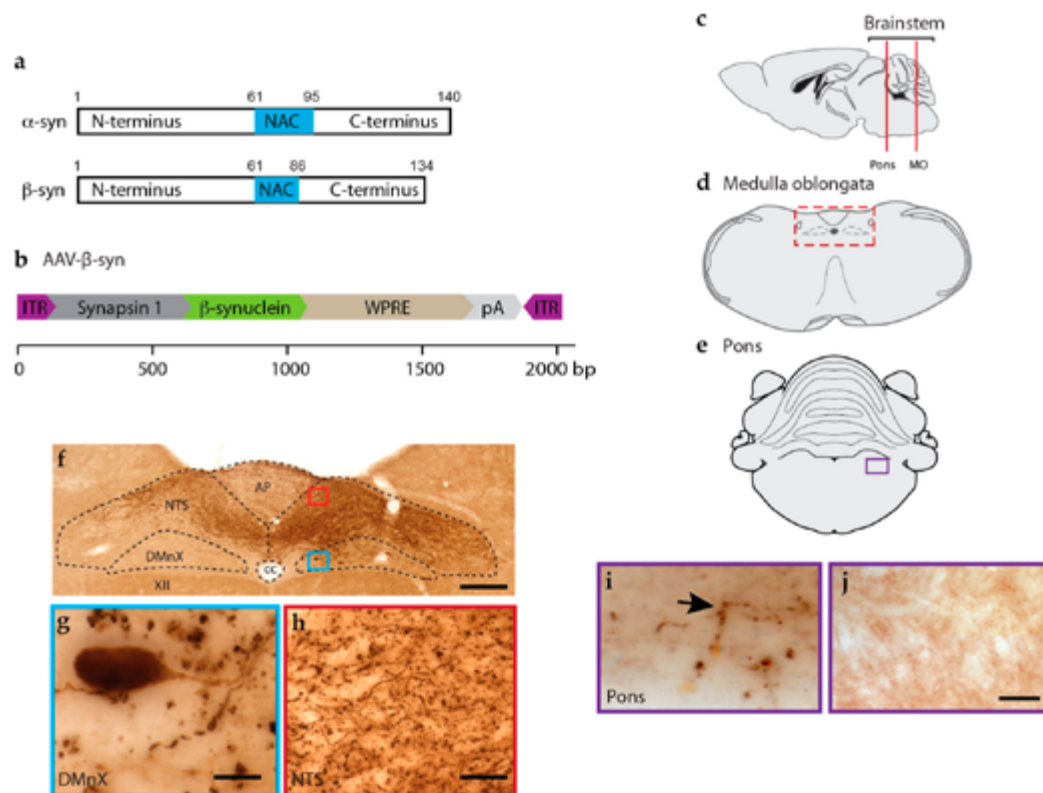 a
1 61 95 140
α-syn N-terminus NAC C-terminus
1 61 86 134
β-syn N-terminus NAC C-terminus
b AAV-β-syn
ITR Synapsin 1 β-synuclein WPRE pA ITR
0 500 1000 1500 2000 bp
c Brainstem
Pons MO
d Medulla oblongata
e Pons
f
AP
NTS
DMnX
cc
XII
g
DMnX
h
NTS
i
Pons
j